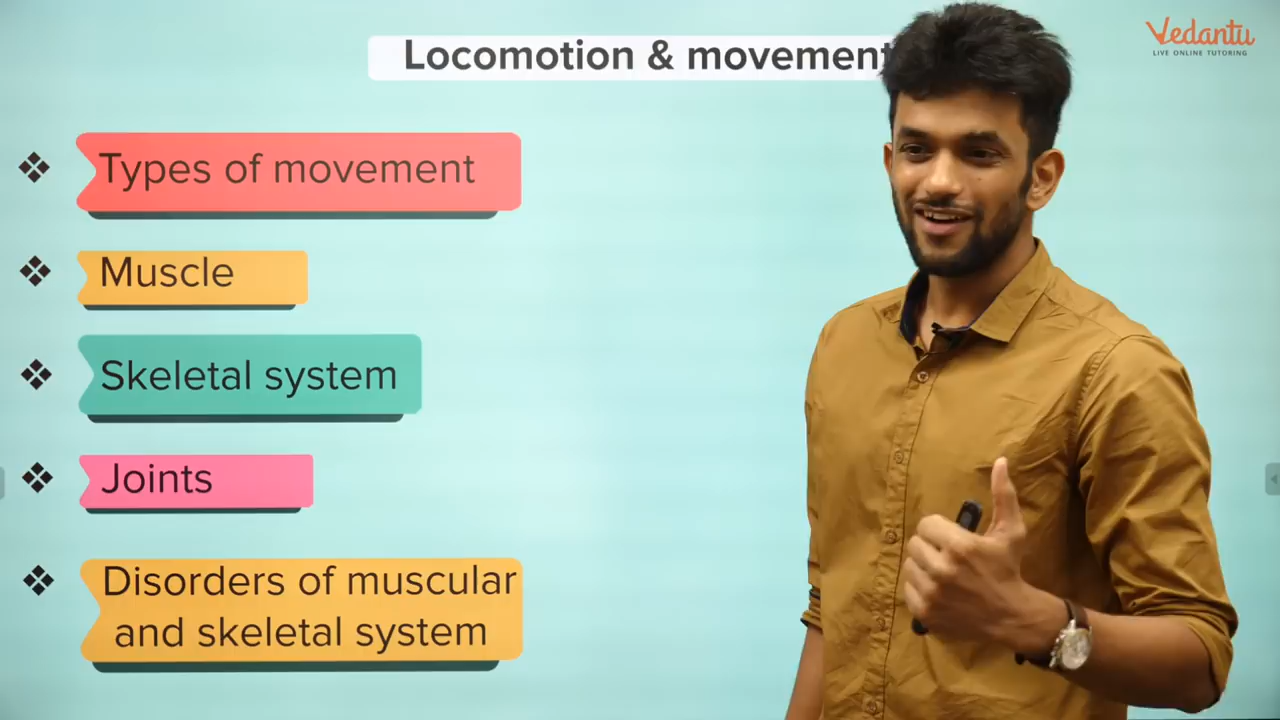 Locomotion & movement
Vedantu
LIVE ONLINE TUTORING
Types of movement
Muscle
Skeletal system
Joints
Disorders of muscular
and skeletal system